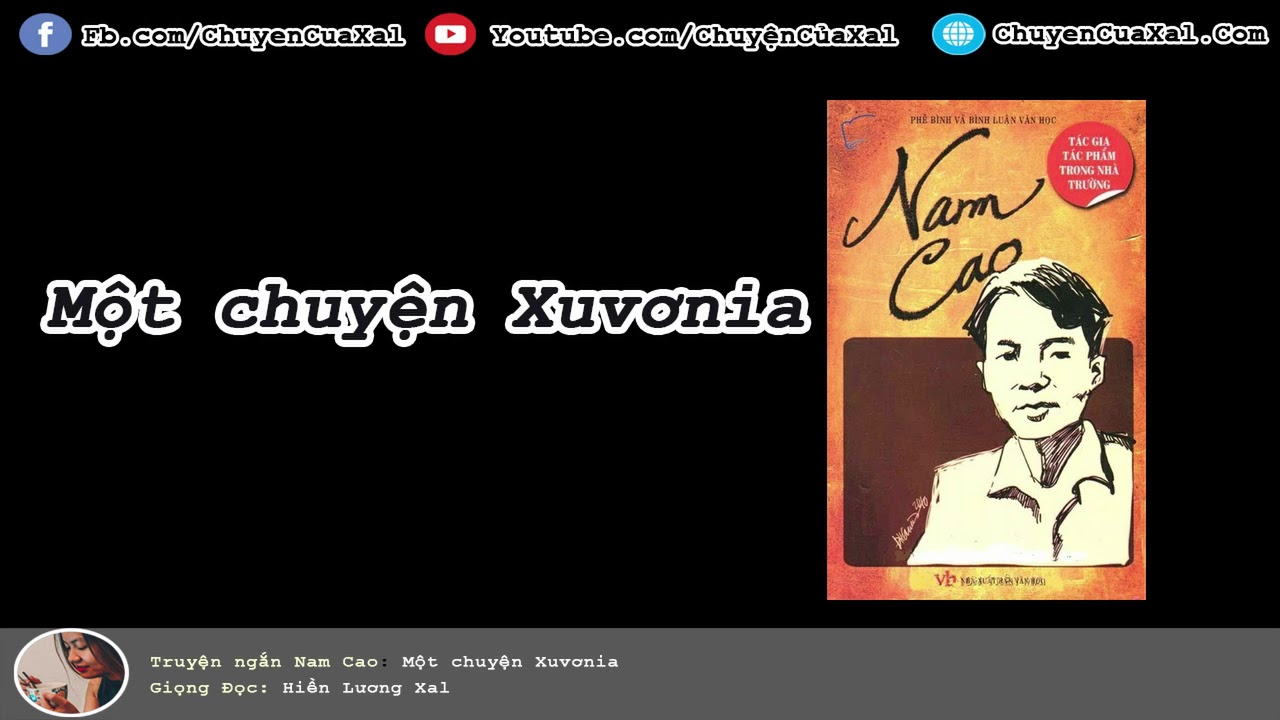 Fb.com/ChuyenCuaXal
Youtube.com/ChuyệnCủaXal
ChuyenCuaXal.Com
PHÊ BÌNH VÀ BÌNH LUẬN VĂN HỌC
TÁC GIA
TÁC PHẨM
TRONG NHÀ
TRƯỜNG
Nam
Cao
Một chuyện Xuvơnia
NHÀ XUẤT BẢN VĂN HỌC
Truyện ngắn Nam Cao: Một chuyện Xuvơnia
Giọng Đọc: Hiền Lương Xal